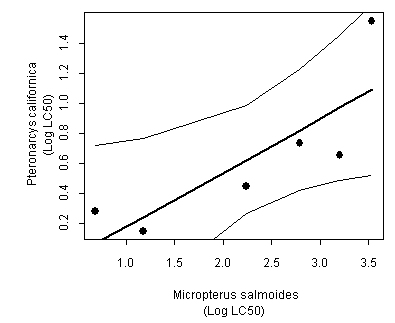 Pteronarcys californica
(Log LC50)
1.4
1.2
1.0
0.8
0.6
0.4
0.2
1.0 1.5 2.0 2.5 3.0 3.5
Micropterus salmoides
(Log LC50)